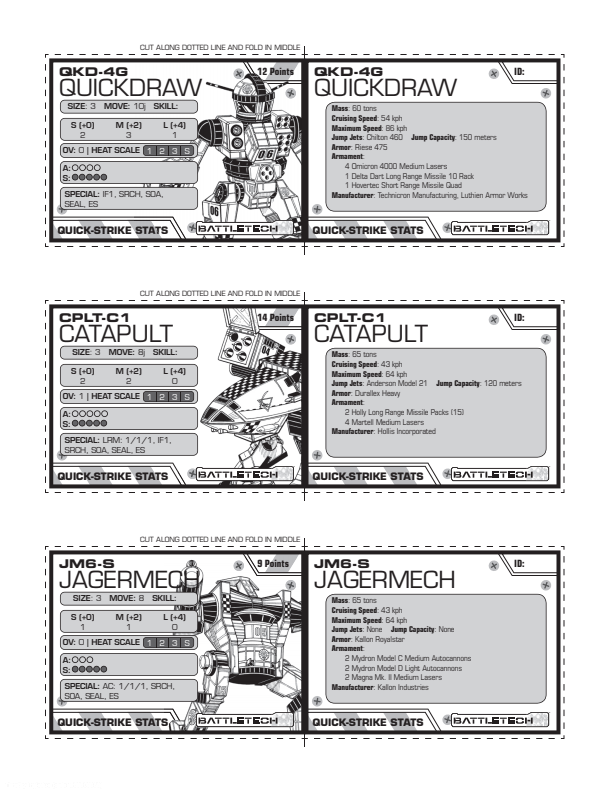 CUT ALONG DOTTED LINE AND FOLD IN MIDDLE
QKD-4G
12 Points
QUICKDRAW
SIZE: 3 MOVE: 10j SKILL:
S (+0) M (+2) L (+4)
2 3 1
OV: 0 | HEAT SCALE 1 2 3 S
A:
S:
SPECIAL: IF1, SRCH, SOA,
SEAL, ES
06
06
QUICK-STRIKE STATS
BATTLETECH
QKD-4G
ID:
QUICKDRAW
Mass: 60 tons
Cruising Speed: 54 kph
Maximum Speed: 86 kph
Jump Jets: Chilton 460 Jump Capacity: 150 meters
Armor: Riese 475
Armament:
4 Omicron 4000 Medium Lasers
1 Delta Dart Long Range Missile 10 Rack
1 Hovertec Short Range Missile Quad
Manufacturer: Technicron Manufacturing, Luthien Armor Works
QUICK-STRIKE STATS
BATTLETECH
CUT ALONG DOTTED LINE AND FOLD IN MIDDLE
CPLT-C1
14 Points
CATAPULT
SIZE: 3 MOVE: 8j SKILL:
S (+0) M (+2) L (+4)
2 2 0
OV: 1 | HEAT SCALE 1 2 3 S
A:
S:
SPECIAL: LRM: 1/1/1, IF1,
SRCH, SOA, SEAL, ES
04
QUICK-STRIKE STATS
BATTLETECH
CPLT-C1
ID:
CATAPULT
Mass: 65 tons
Cruising Speed: 43 kph
Maximum Speed: 64 kph
Jump Jets: Anderson Model 21 Jump Capacity: 120 meters
Armor: Durallex Heavy
Armament:
2 Holly Long Range Missile Packs (15)
4 Martell Medium Lasers
Manufacturer: Hollis Incorporated
QUICK-STRIKE STATS
BATTLETECH
CUT ALONG DOTTED LINE AND FOLD IN MIDDLE
JM6-S
9 Points
JAGERMECH
SIZE: 3 MOVE: 8 SKILL:
S (+0) M (+2) L (+4)
1 1 0
OV: 0 | HEAT SCALE 1 2 3 S
A:
S:
SPECIAL: AC: 1/1/1, SRCH,
SOA, SEAL, ES
QUICK-STRIKE STATS
BATTLETECH
JM6-S
ID:
JAGERMECH
Mass: 65 tons
Cruising Speed: 43 kph
Maximum Speed: 64 kph
Jump Jets: None Jump Capacity: None
Armor: Kallon Royalstar
Armament:
2 Mydron Model C Medium Autocannons
2 Mydron Model D Light Autocannons
2 Magna Mk. II Medium Lasers
Manufacturer: Kallon Industries
QUICK-STRIKE STATS
BATTLETECH